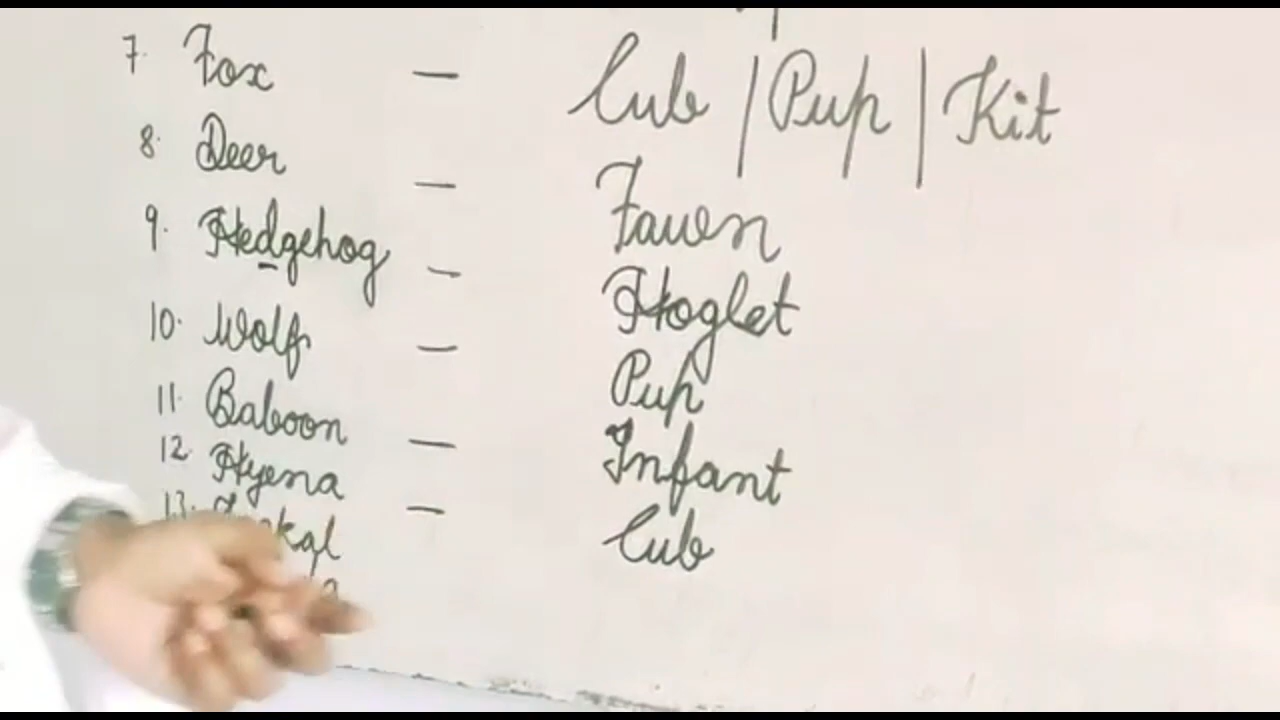 7. Fox – Cub / Pup / Kit
8. Deer – Fawn
9. Hedgehog – Hoglet
10. Wolf – Pup
11. Baboon – Infant
12. Hyena – Cub
13.